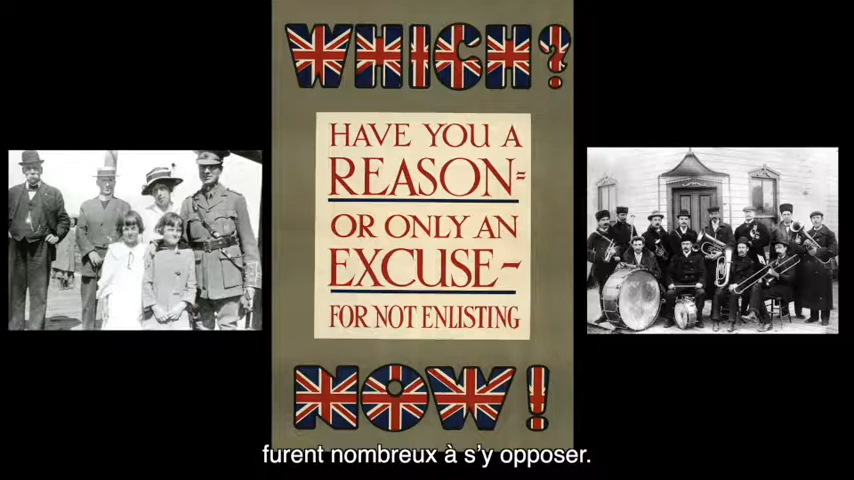 WHICH?
HAVE YOU A
REASON-
OR ONLY AN
EXCUSE-
FOR NOT ENLISTING
NOW!
furent nombreux à s'y opposer.